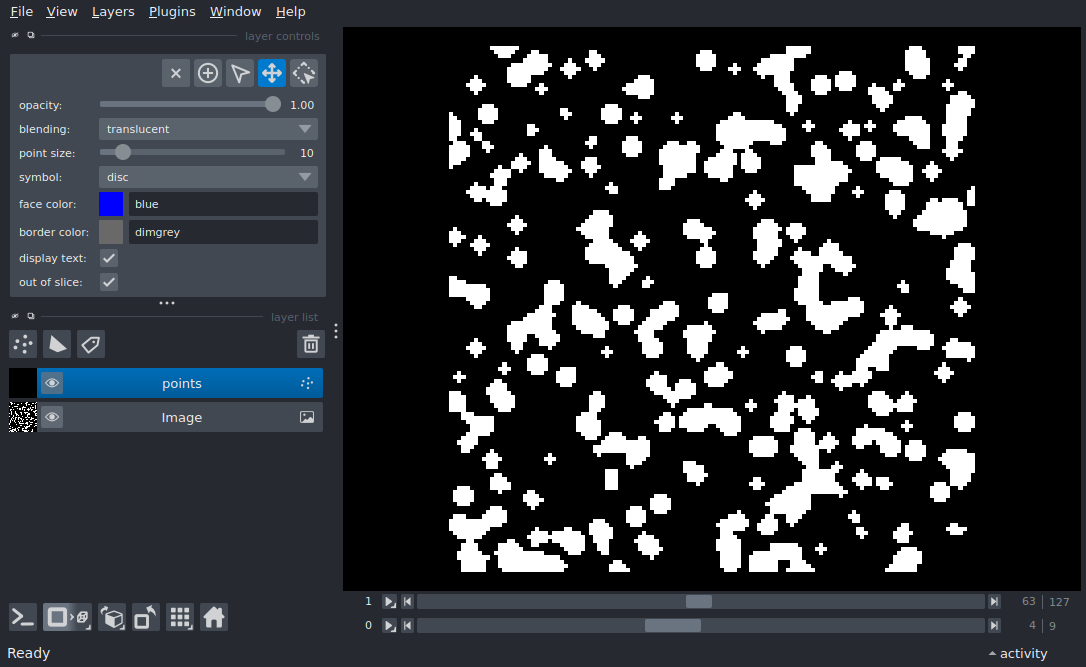 File View Layers Plugins Window Help
layer controls
opacity: 1.00
blending: translucent
point size: 10
symbol: disc
face color: blue
border color: dimgrey
display text:
out of slice:
layer list
points
Image
1 63 127
0 4 9
Ready activity